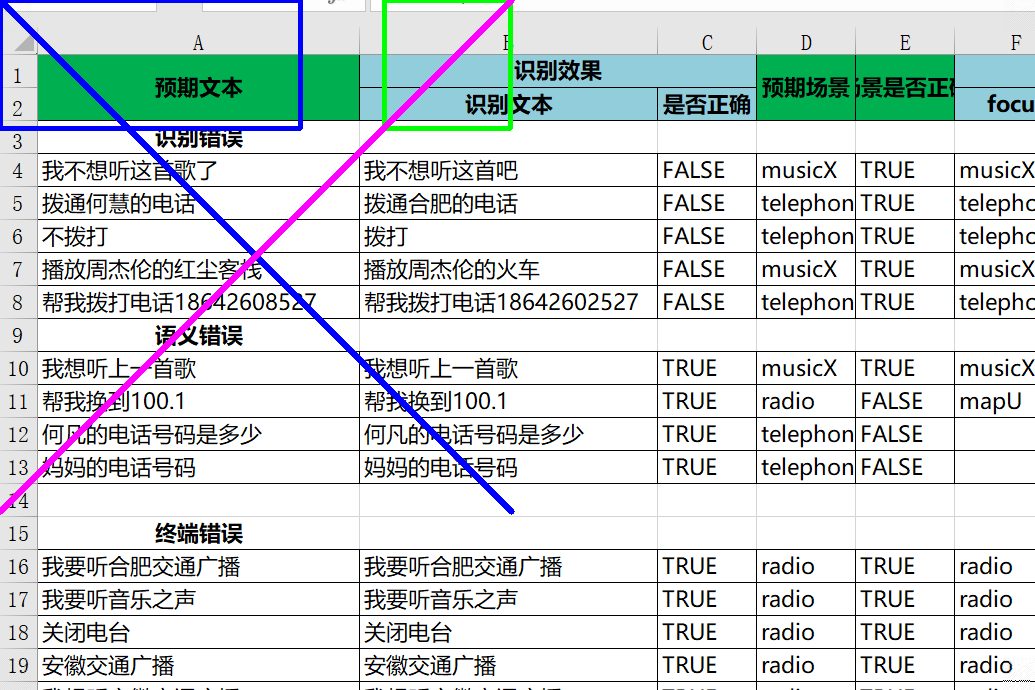 A B C D E F
1 预期文本 识别效果 预期场景 场景是否正确
2 识别文本 是否正确 focu
3 识别错误
4 我不想听这首歌了 我不想听这首吧 FALSE musicX TRUE musicX
5 拨通何慧的电话 拨通合肥的电话 FALSE telephon TRUE telepho
6 不拨打 拨打 FALSE telephon TRUE telepho
7 播放周杰伦的红尘客栈 播放周杰伦的火车 FALSE musicX TRUE musicX
8 帮我拨打电话18642608527 帮我拨打电话18642602527 FALSE telephon TRUE telepho
9 语义错误
10 我想听上一首歌 我想听上一首歌 TRUE musicX TRUE musicX
11 帮我换到100.1 帮我换到100.1 TRUE radio FALSE mapU
12 何凡的电话号码是多少 何凡的电话号码是多少 TRUE telephon FALSE
13 妈妈的电话号码 妈妈的电话号码 TRUE telephon FALSE
14
15 终端错误
16 我要听合肥交通广播 我要听合肥交通广播 TRUE radio TRUE radio
17 我要听音乐之声 我要听音乐之声 TRUE radio TRUE radio
18 关闭电台 关闭电台 TRUE radio TRUE radio
19 安徽交通广播 安徽交通广播 TRUE radio TRUE radio